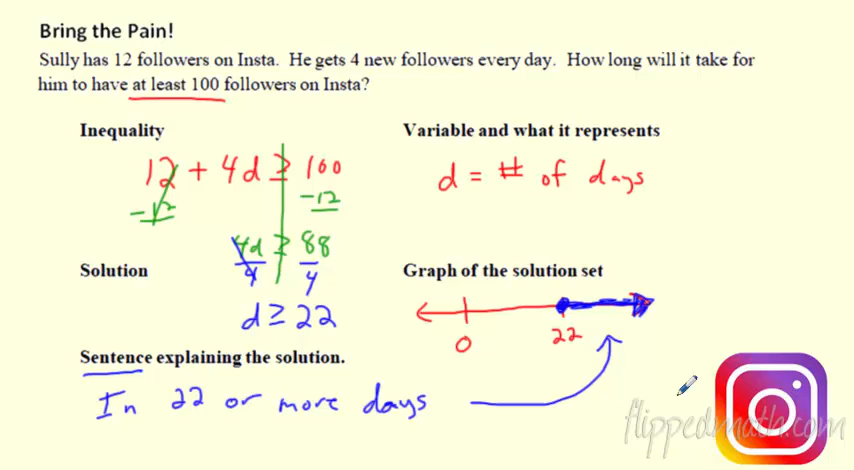 Bring the Pain!
Sully has 12 followers on Insta. He gets 4 new followers every day. How long will it take for
him to have at least 100 followers on Insta?
Inequality
Variable and what it represents
12 + 4d ≥ 100
d = # of days
-12 -12
4d ≥ 88
4 4
Solution
Graph of the solution set
d ≥ 22
0 22
Sentence explaining the solution.
In 22 or more days
flippedmath.com